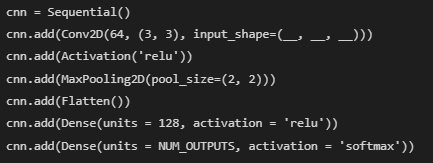 cnn = Sequential()
cnn.add(Conv2D(64, (3, 3), input_shape=(__, __, __)))
cnn.add(Activation('relu'))
cnn.add(MaxPooling2D(pool_size=(2, 2)))
cnn.add(Flatten())
cnn.add(Dense(units = 128, activation = 'relu'))
cnn.add(Dense(units = NUM_OUTPUTS, activation = 'softmax'))